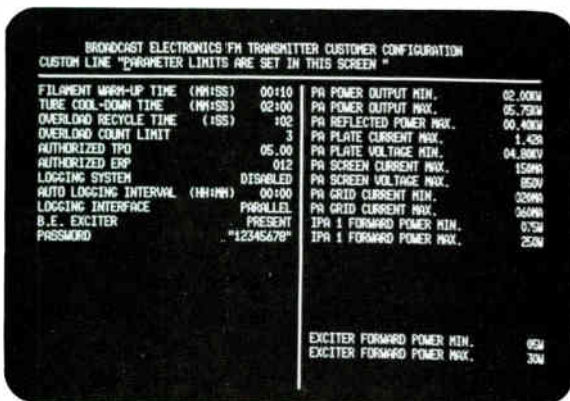 BROADCAST ELECTRONICS FM TRANSMITTER CUSTOMER CONFIGURATION
CUSTOM LINE "PARAMETER LIMITS ARE SET IN THIS SCREEN "
FILAMENT WARM-UP TIME (MM:SS) 00:10
TUBE COOL-DOWN TIME (MM:SS) 02:00
OVERLOAD RECYCLE TIME (:SS) :02
OVERLOAD COUNT LIMIT 3
AUTHORIZED TPO 05.00
AUTHORIZED ERP 012
LOGGING SYSTEM DISABLED
AUTO LOGGING INTERVAL (HH:MM) 00:00
LOGGING INTERFACE PARALLEL
B.E. EXCITER PRESENT
PASSWORD "12345678"
PA POWER OUTPUT MIN. 02.00KW
PA POWER OUTPUT MAX. 05.75KW
PA REFLECTED POWER MAX. 00.40KW
PA PLATE CURRENT MAX. 1.42A
PA PLATE VOLTAGE MIN. 04.80KV
PA SCREEN CURRENT MAX. 150MA
PA SCREEN VOLTAGE MAX. 850V
PA GRID CURRENT MIN. 020MA
PA GRID CURRENT MAX. 060MA
IPA 1 FORWARD POWER MIN. 075W
IPA 1 FORWARD POWER MAX. 250W
EXCITER FORWARD POWER MIN. 05W
EXCITER FORWARD POWER MAX. 30W